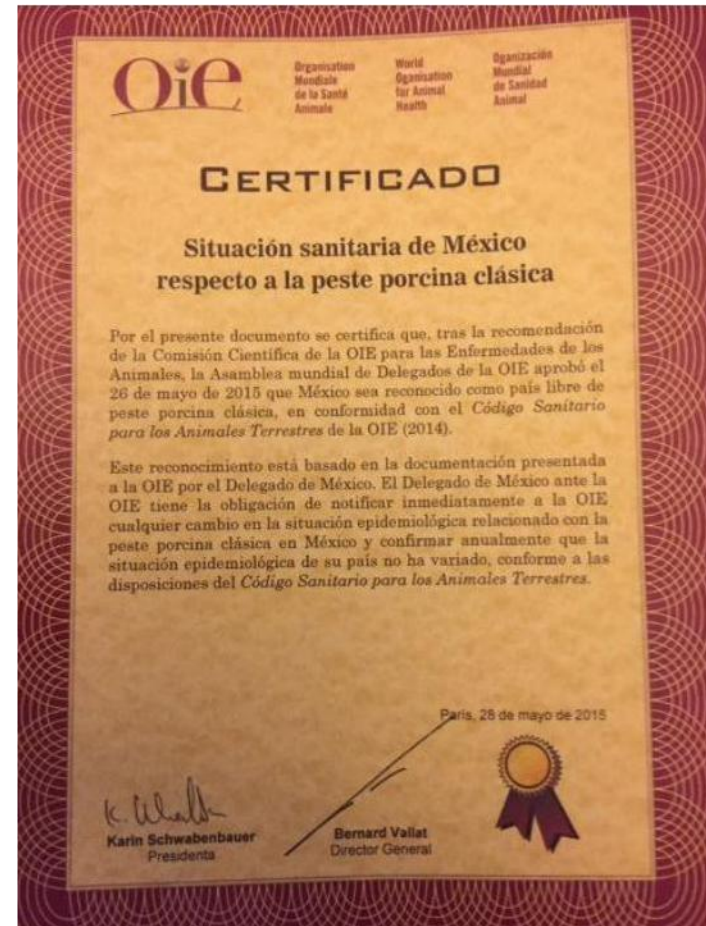 Oie
Organisation
Mondiale
de la Santé
Animale
World
Oganisation
for Animal
Health
Oganización
Mundial
de Sanidad
Animal
CERTIFICADO
Situación sanitaria de México
respecto a la peste porcina clásica
Por el presente documento se certifica que, tras la recomendación
de la Comisión Científica de la OIE para las Enfermedades de los
Animales, la Asamblea mundial de Delegados de la OIE aprobó el
26 de mayo de 2015 que México sea reconocido como país libre de
peste porcina clásica, en conformidad con el Código Sanitario
para los Animales Terrestres de la OIE (2014).
Este reconocimiento está basado en la documentación presentada
a la OIE por el Delegado de México. El Delegado de México ante la
OIE tiene la obligación de notificar inmediatamente a la OIE
cualquier cambio en la situación epidemiológica relacionado con la
peste porcina clásica en México y confirmar anualmente que la
situación epidemiológica de su país no ha variado, conforme a las
disposiciones del Código Sanitario para los Animales Terrestres.
Paris, 28 de mayo de 2015
Karin Schwabenbauer
Presidenta
Bernard Vallat
Director General